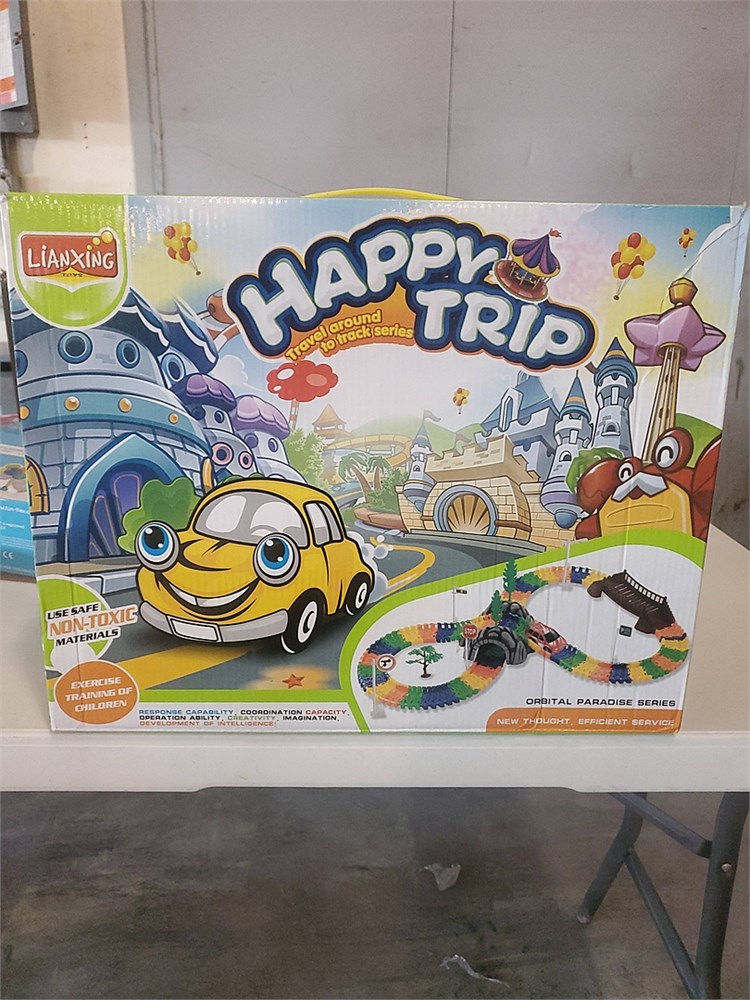 LiANXiNG
TOYS
HAPPY
TRIP
Travel around
to track series
USE SAFE
NON-TOXIC
MATERIALS
EXERCISE
TRAINING OF
CHILDREN
RESPONSE CAPABILITY, COORDINATION CAPACITY,
OPERATION ABILITY, CREATIVITY, IMAGINATION,
DEVELOPMENT OF INTELLIGENCE!
STOP
ORBITAL PARADISE SERIES
NEW THOUGHT, EFFICIENT SERVICE